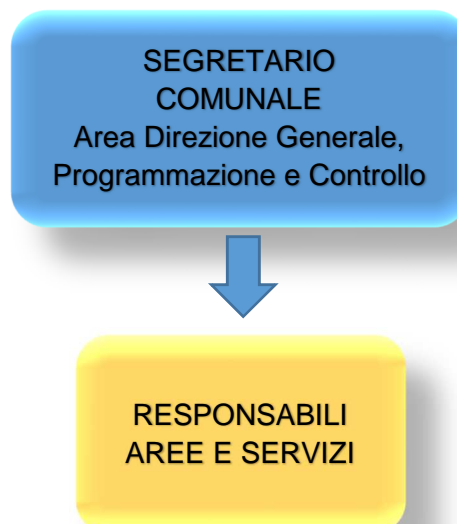 SEGRETARIO
COMUNALE
Area Direzione Generale,
Programmazione e Controllo
RESPONSABILI
AREE E SERVIZI